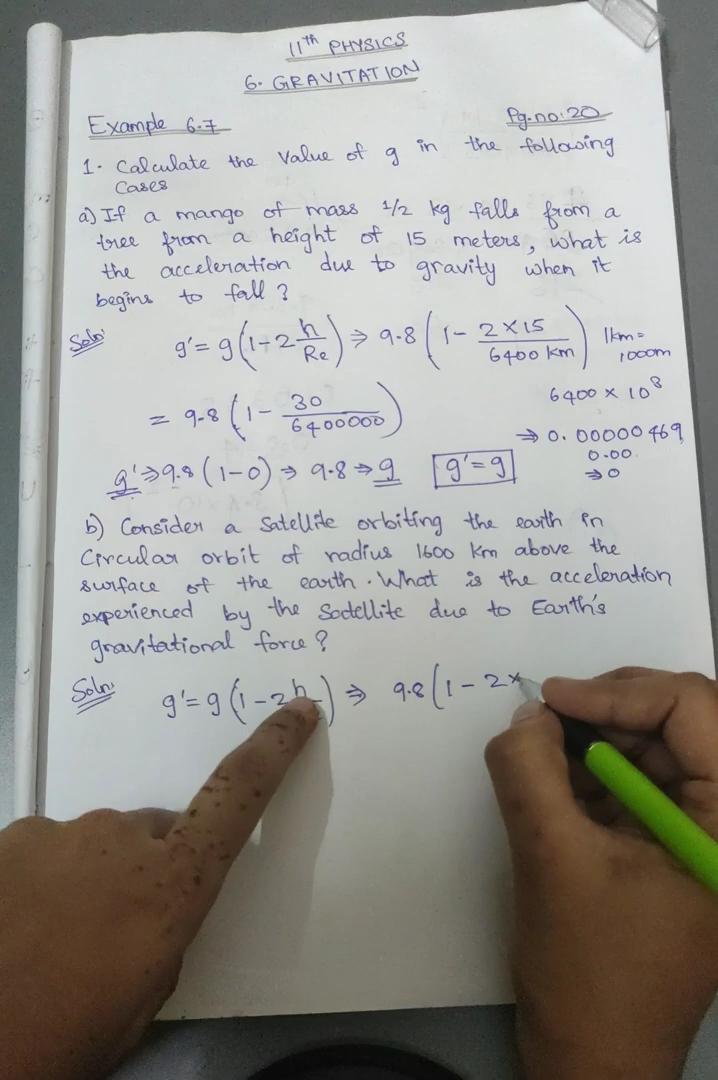 11th PHYSICS
6. GRAVITATION
Example 6.7
Pg.no:20
1. Calculate the Value of g in the following
Cases
a) If a mango of mass 1/2 kg falls from a
tree from a height of 15 meters, what is
the acceleration due to gravity when it
begins to fall?
Soln:
g' = g(1-2 h/Re) ⇒ 9.8 (1 - 2×15/6400 km)
1km = 1000m
= 9.8 (1 - 30/6400000)
6400 × 10³
⇒ 0.00000469
0.00
⇒ 0
g' ⇒ 9.8 (1-0) ⇒ 9.8 ⇒ g
g' = g
b) Consider a Satellite orbiting the earth in
Circular orbit of radius 1600 km above the
surface of the earth. What is the acceleration
experienced by the Satellite due to Earth's
gravitational force?
Soln:
g' = g (1 - 2h ) ⇒ 9.8 (1 - 2×